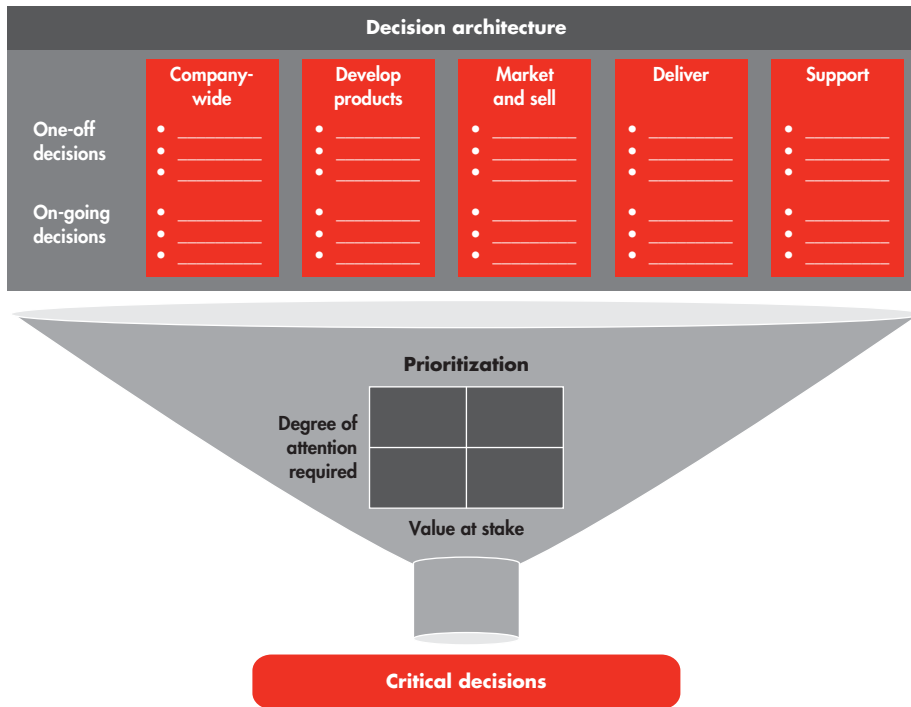 Decision architecture
Company-
wide
Develop
products
Market
and sell
Deliver
Support
One-off
decisions
On-going
decisions
Prioritization
Degree of
attention
required
Value at stake
Critical decisions